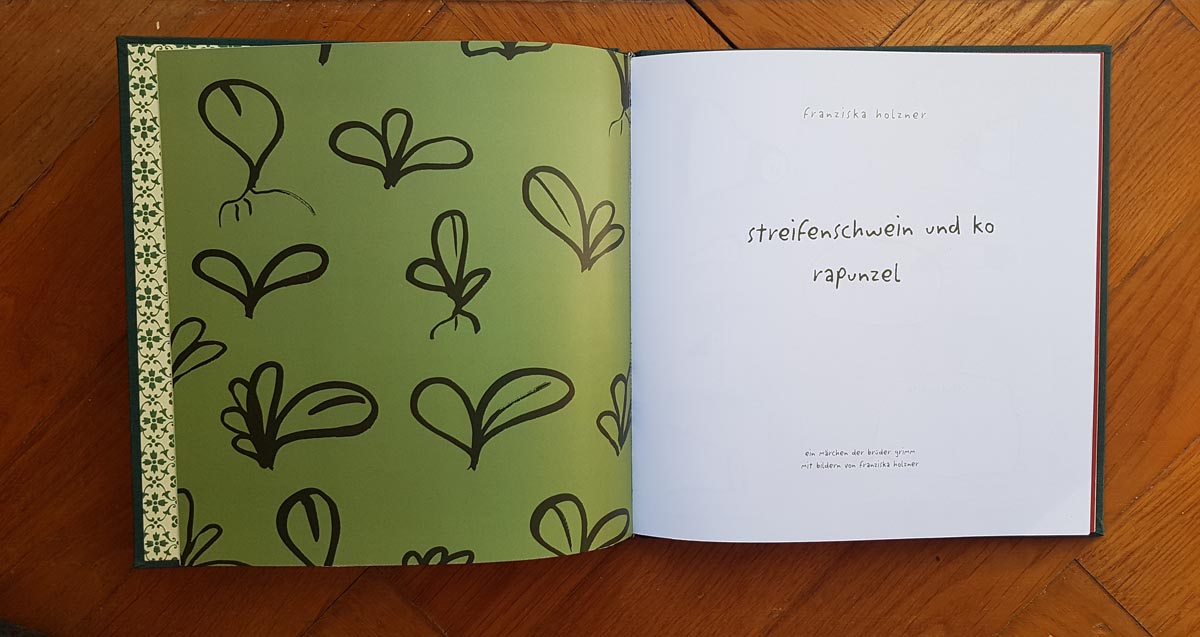 franziska holzner
streifenschwein und ko
rapunzel
ein märchen der brüder grimm
mit bildern von franziska holzner